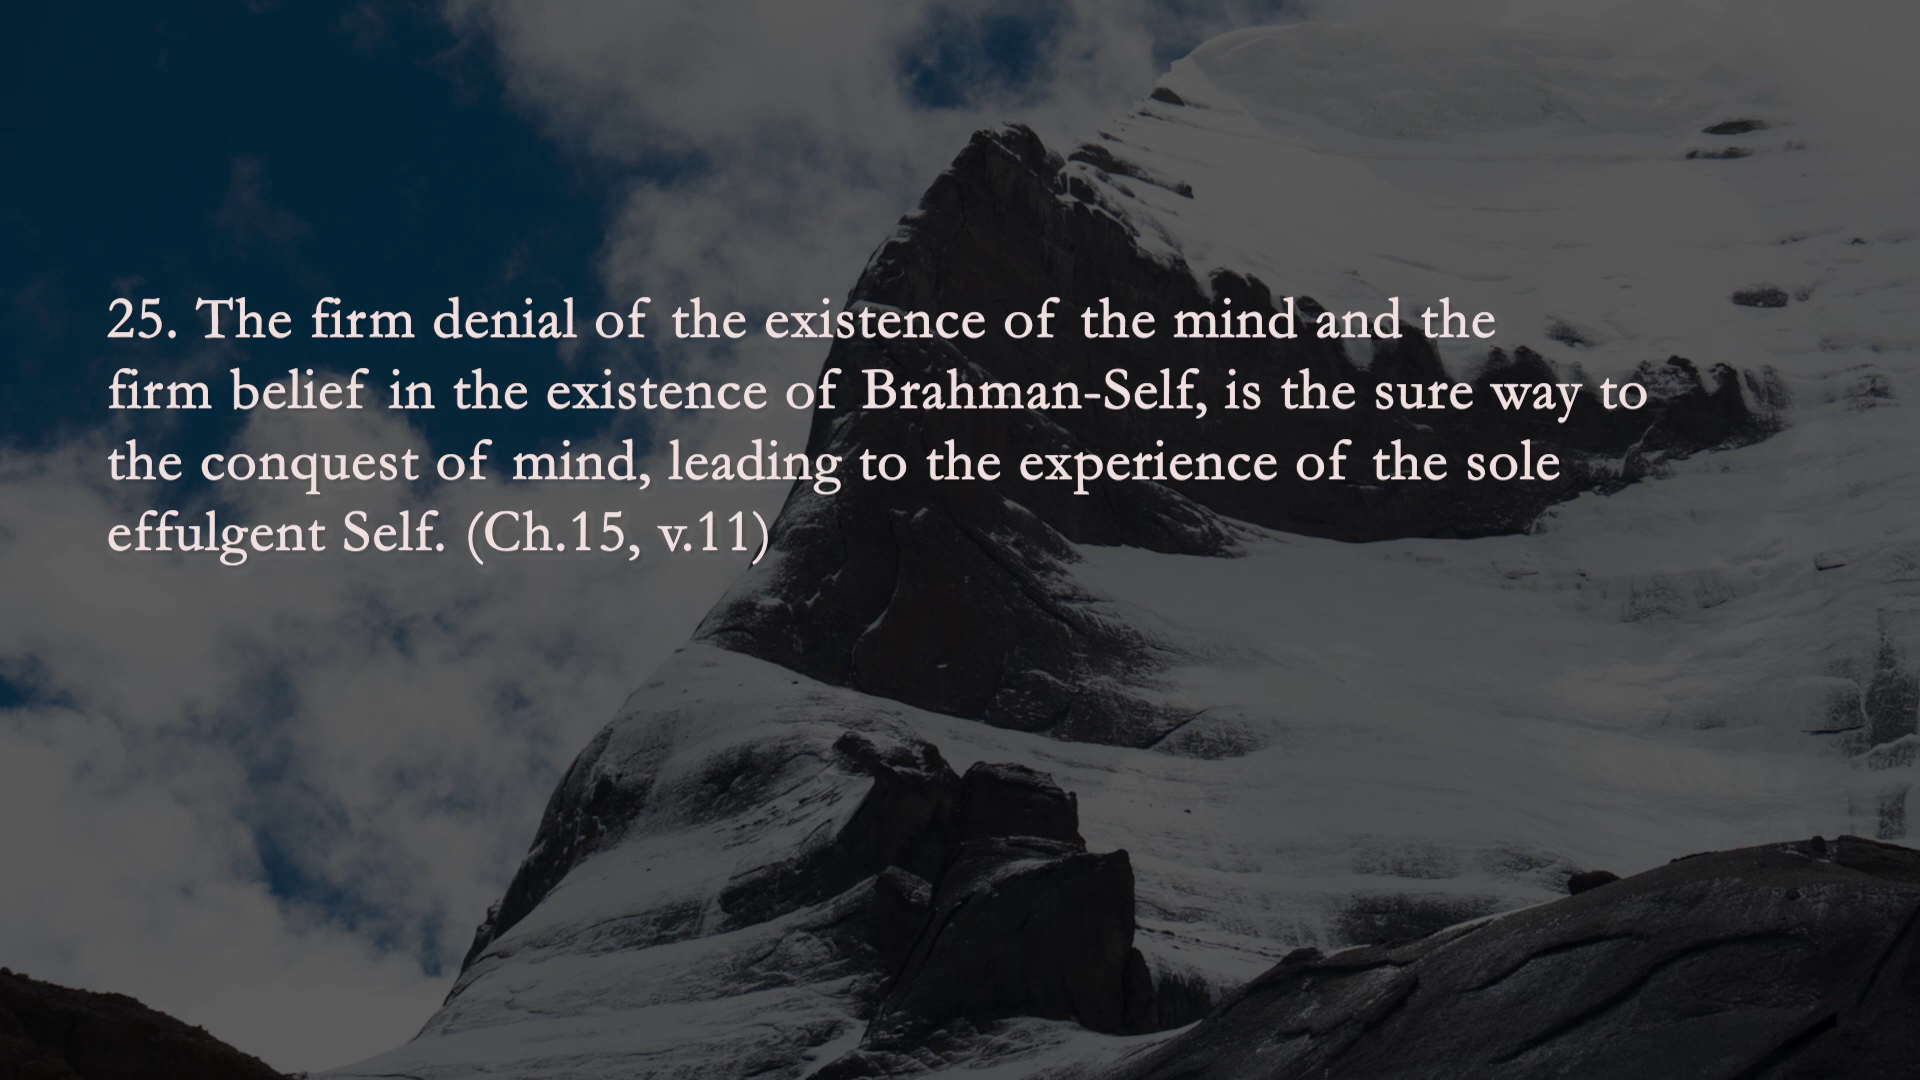 25. The firm denial of the existence of the mind and the
firm belief in the existence of Brahman-Self, is the sure way to
the conquest of mind, leading to the experience of the sole
effulgent Self. (Ch.15, v.11)